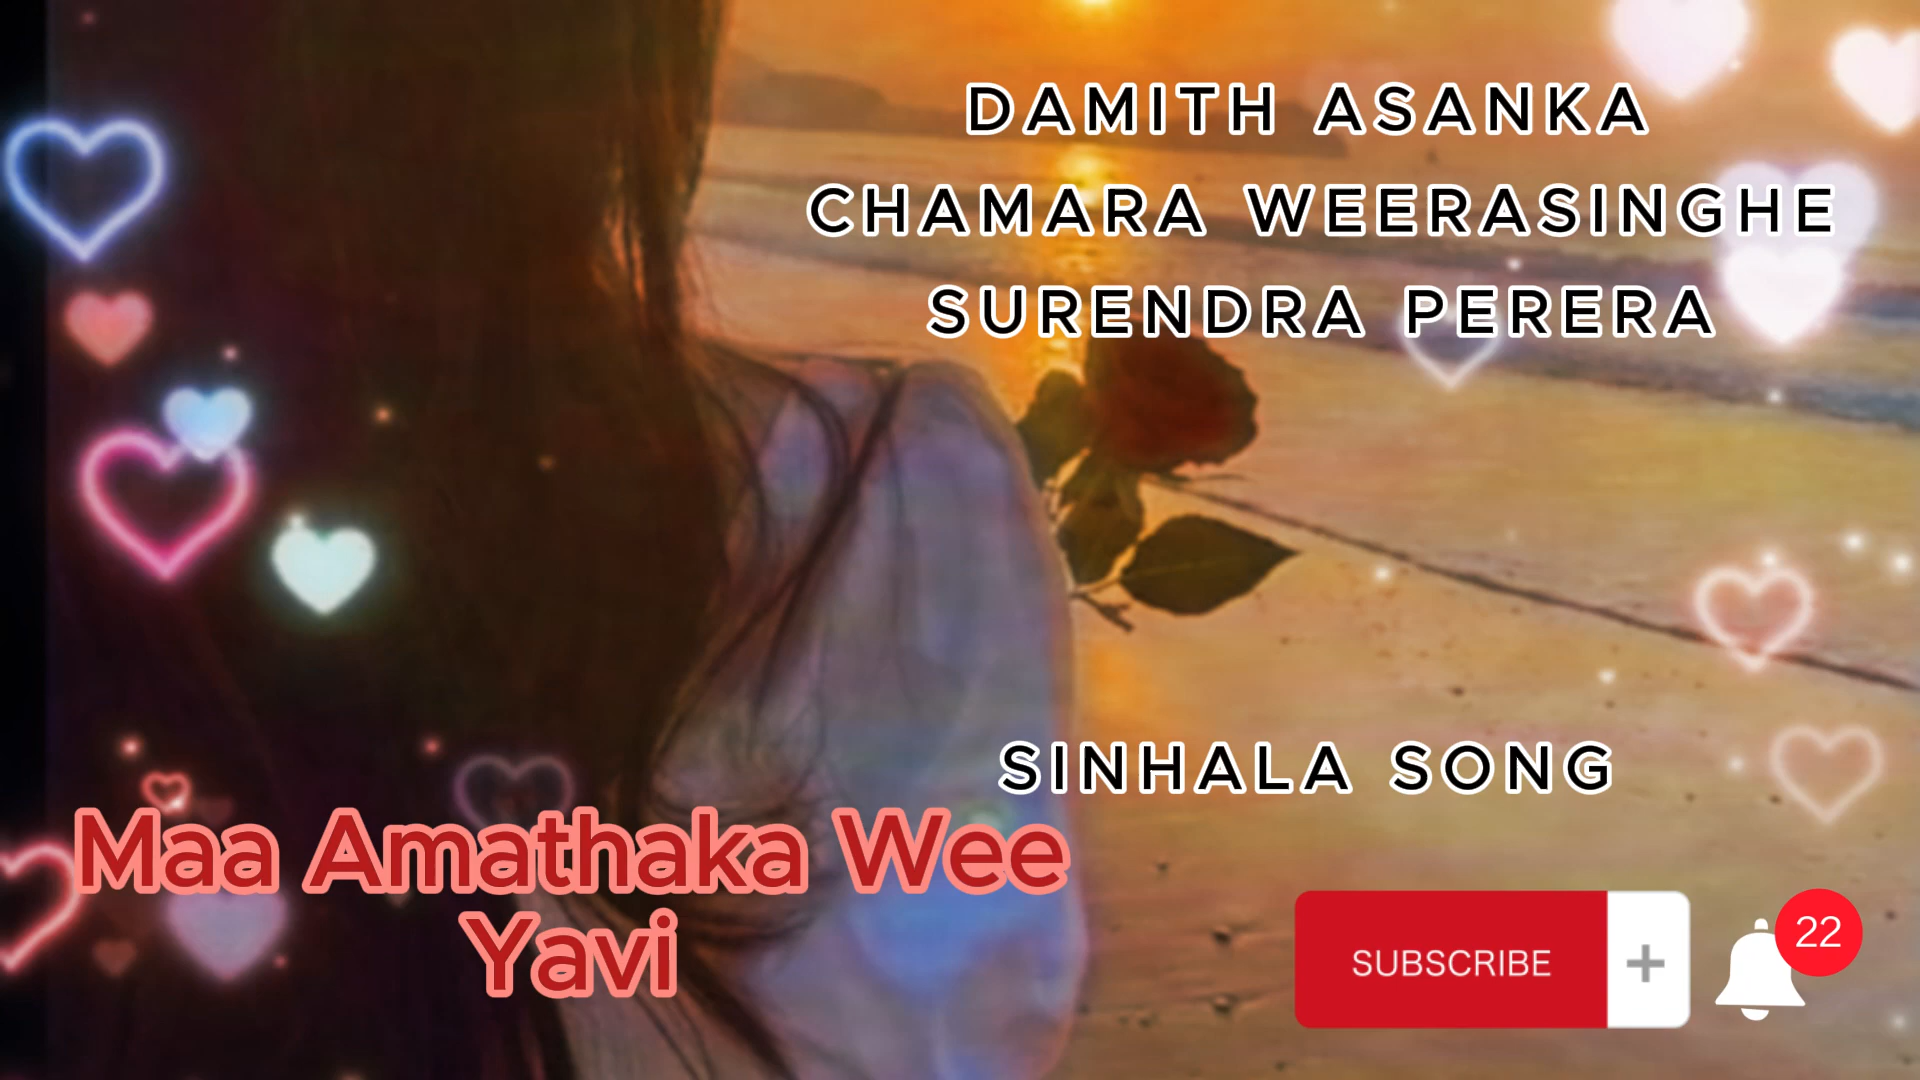 DAMITH ASANKA
CHAMARA WEERASINGHE
SURENDRA PERERA
SINHALA SONG
Maa Amathaka Wee
Yavi
SUBSCRIBE +
22